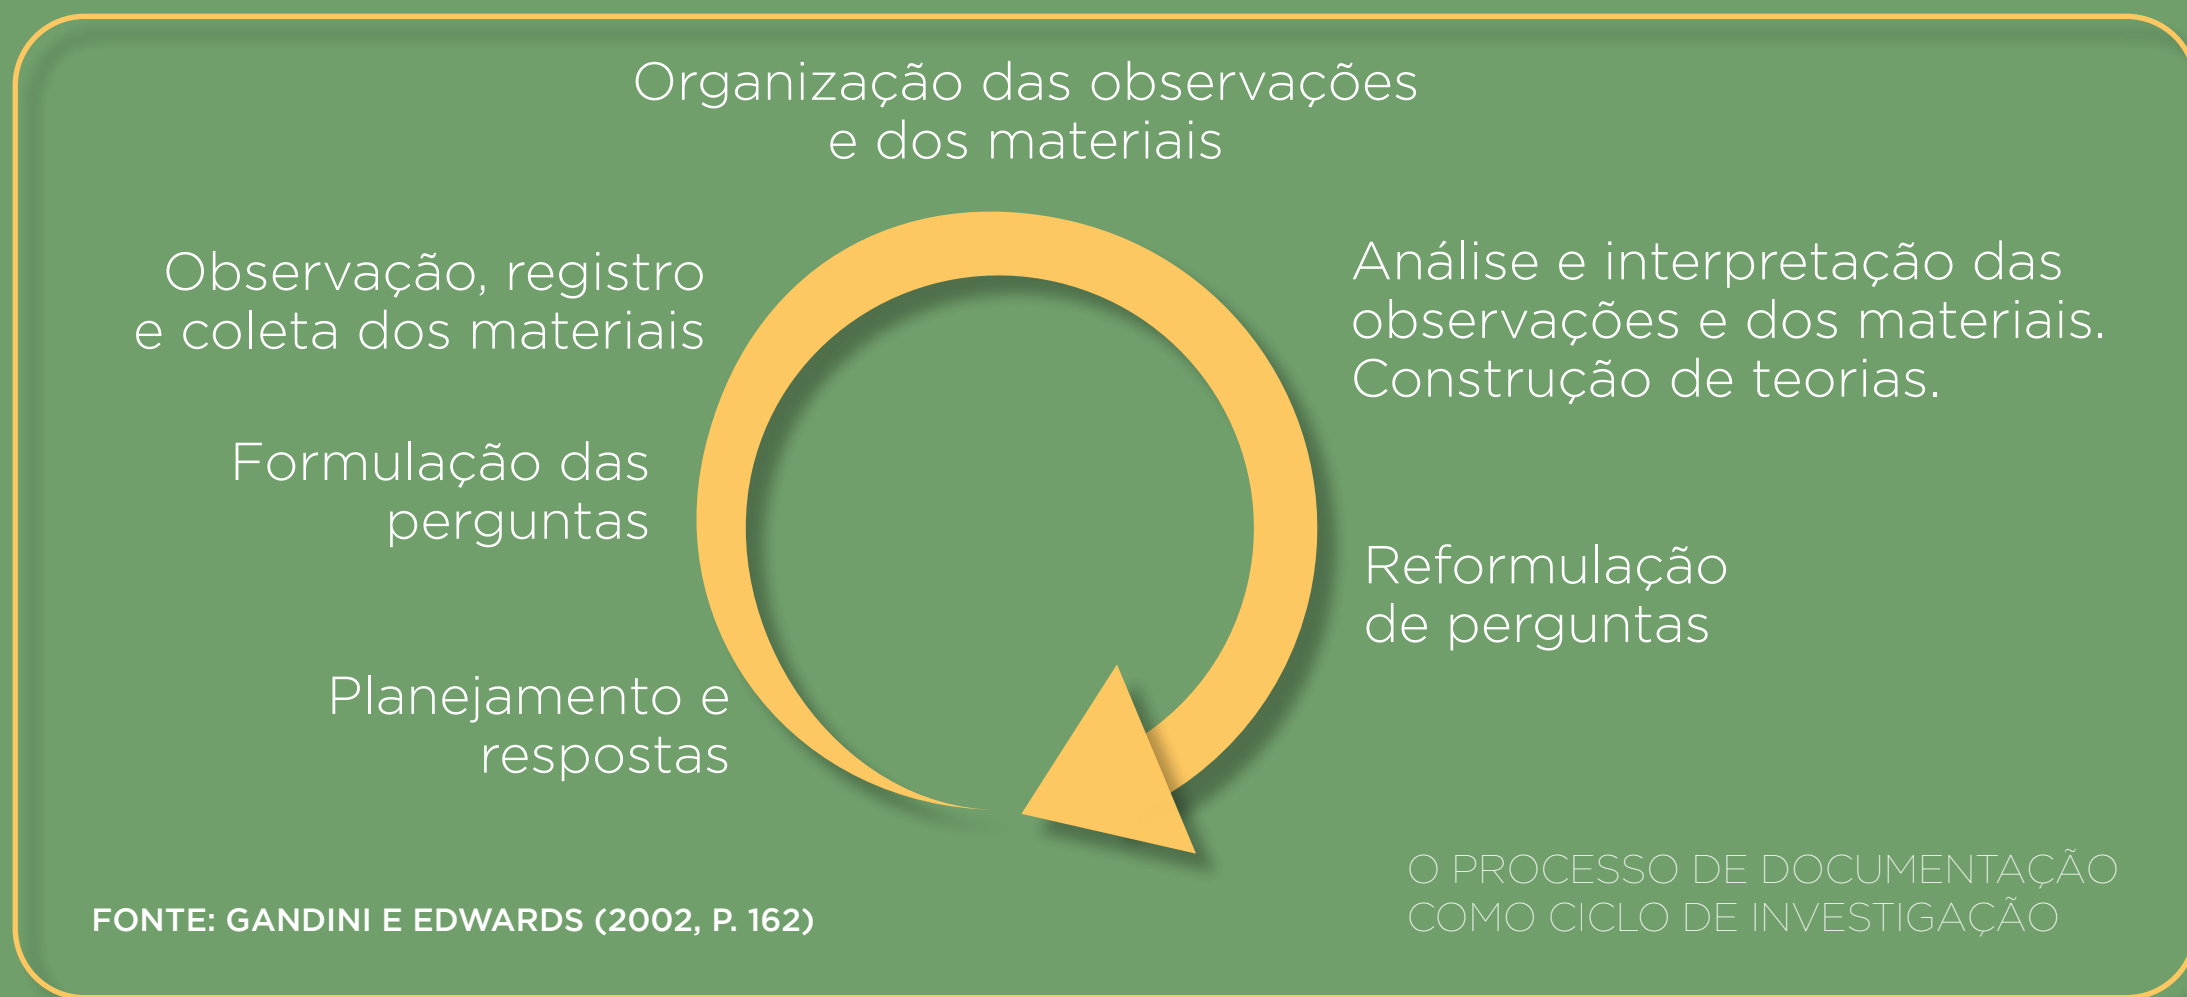 Organização das observações
e dos materiais
Observação, registro
e coleta dos materiais
Análise e interpretação das
observações e dos materiais.
Construção de teorias.
Formulação das
perguntas
Reformulação
de perguntas
Planejamento e
respostas
O PROCESSO DE DOCUMENTAÇÃO
COMO CICLO DE INVESTIGAÇÃO
FONTE: GANDINI E EDWARDS (2002, P. 162)